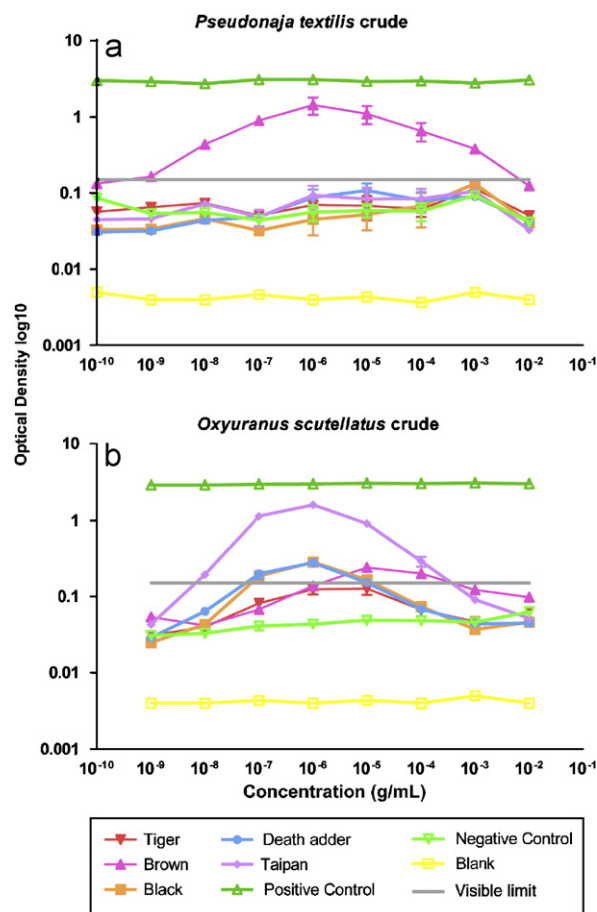 Pseudonaja textilis crude
a
10
1
0.1
0.01
0.001
10⁻¹⁰ 10⁻⁹ 10⁻⁸ 10⁻⁷ 10⁻⁶ 10⁻⁵ 10⁻⁴ 10⁻³ 10⁻² 10⁻¹
Optical Density log10
Oxyuranus scutellatus crude
b
10
1
0.1
0.01
0.001
10⁻¹⁰ 10⁻⁹ 10⁻⁸ 10⁻⁷ 10⁻⁶ 10⁻⁵ 10⁻⁴ 10⁻³ 10⁻² 10⁻¹
Concentration (g/mL)
Tiger Death adder Negative Control
Brown Taipan Blank
Black Positive Control Visible limit